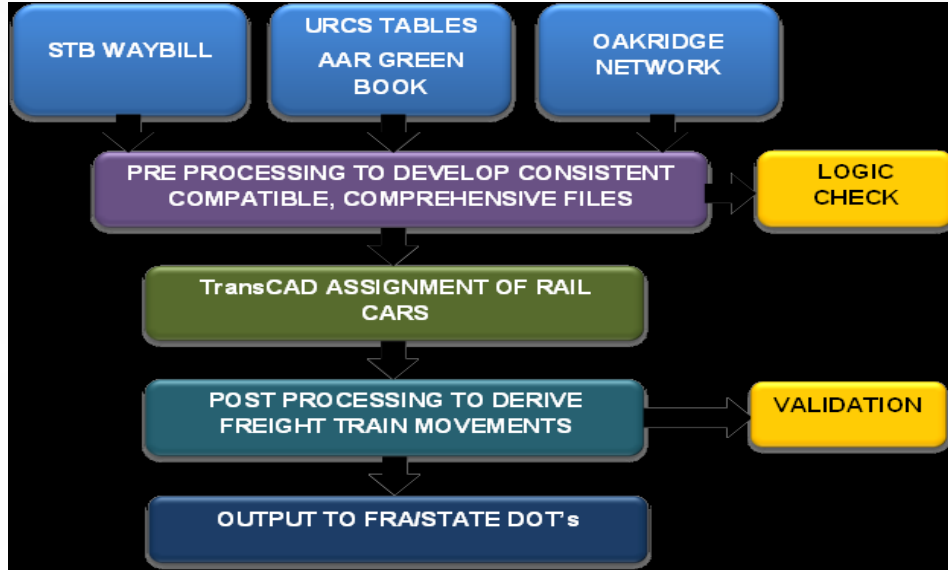 STB WAYBILL
URCS TABLES
AAR GREEN
BOOK
OAKRIDGE
NETWORK
PRE PROCESSING TO DEVELOP CONSISTENT
COMPATIBLE, COMPREHENSIVE FILES
LOGIC
CHECK
TransCAD ASSIGNMENT OF RAIL
CARS
POST PROCESSING TO DERIVE
FREIGHT TRAIN MOVEMENTS
VALIDATION
OUTPUT TO FRA/STATE DOT's